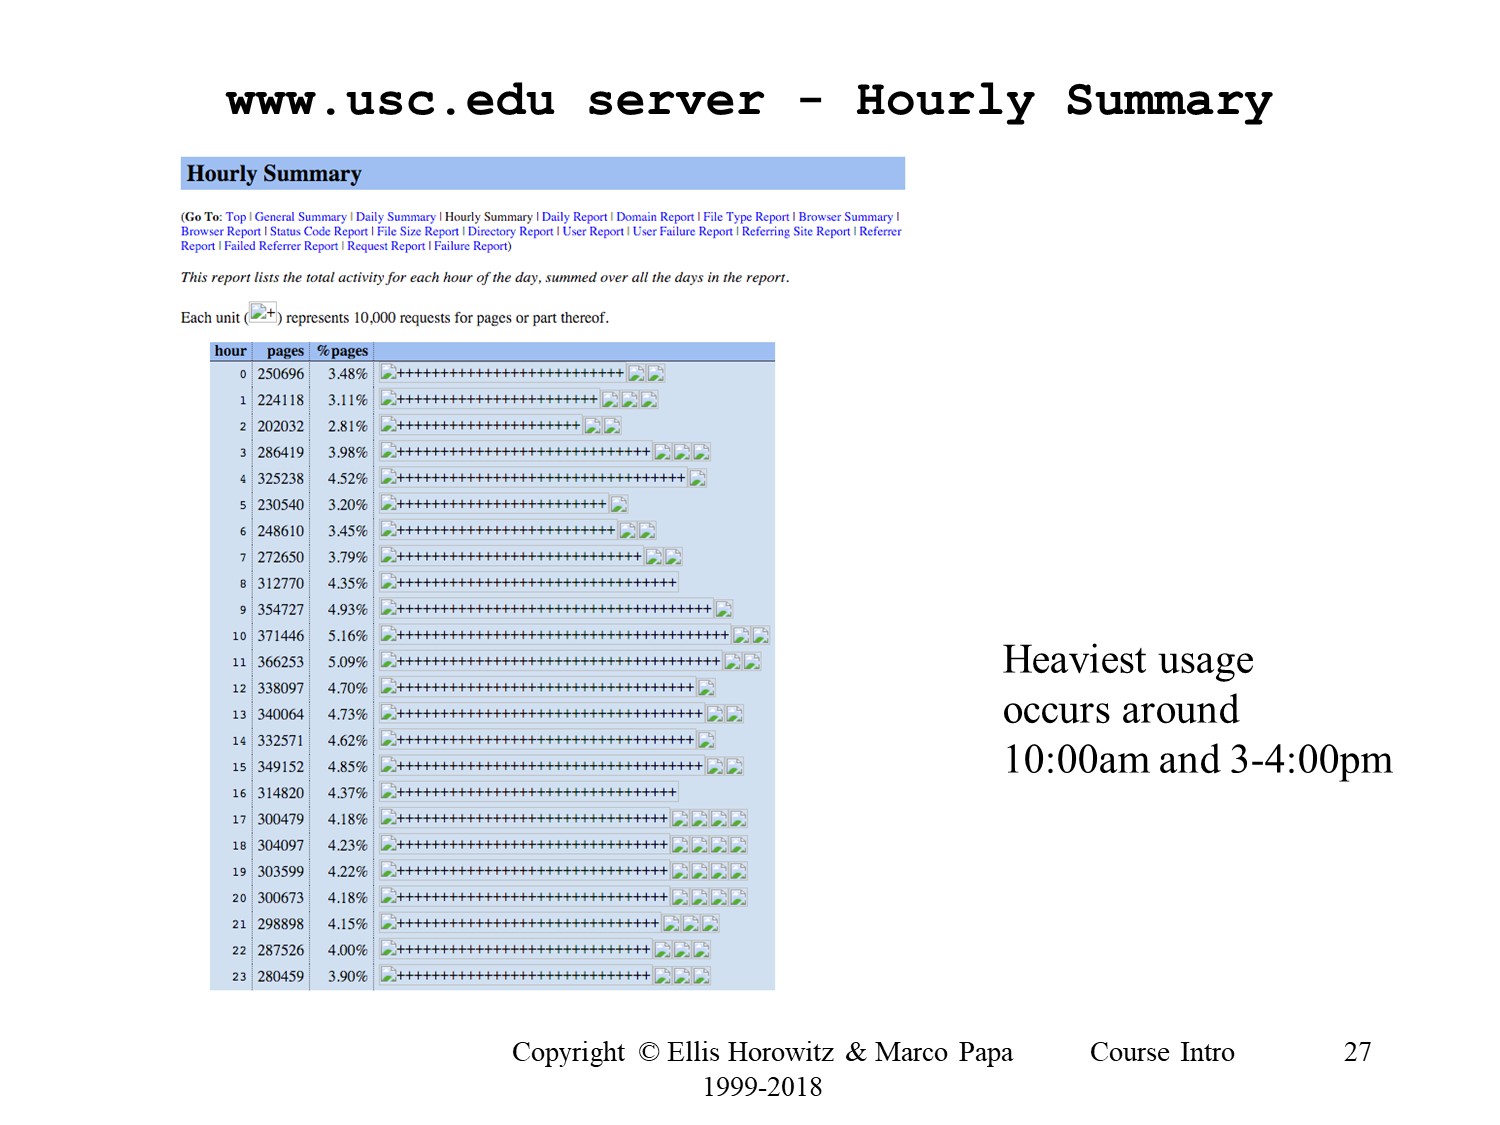 www.usc.edu server - Hourly Summary
Hourly Summary
(Go To: Top | General Summary | Daily Summary | Hourly Summary | Daily Report | Domain Report | File Type Report | Browser Summary |
Browser Report | Status Code Report | File Size Report | Directory Report | User Report | User Failure Report | Referring Site Report | Referrer
Report | Failed Referrer Report | Request Report | Failure Report)
This report lists the total activity for each hour of the day, summed over all the days in the report.
Each unit (+) represents 10,000 requests for pages or part thereof.
hour pages %pages
0 250696 3.48% ++++++++++++++++++++++++++
1 224118 3.11% +++++++++++++++++++++++
2 202032 2.81% +++++++++++++++++++++
3 286419 3.98% +++++++++++++++++++++++++++++
4 325238 4.52% +++++++++++++++++++++++++++++++++
5 230540 3.20% ++++++++++++++++++++++++
6 248610 3.45% +++++++++++++++++++++++++
7 272650 3.79% ++++++++++++++++++++++++++++
8 312770 4.35% ++++++++++++++++++++++++++++++++
9 354727 4.93% ++++++++++++++++++++++++++++++++++++
10 371446 5.16% ++++++++++++++++++++++++++++++++++++++
11 366253 5.09% +++++++++++++++++++++++++++++++++++++
12 338097 4.70% ++++++++++++++++++++++++++++++++++
13 340064 4.73% +++++++++++++++++++++++++++++++++++
14 332571 4.62% ++++++++++++++++++++++++++++++++++
15 349152 4.85% +++++++++++++++++++++++++++++++++++
16 314820 4.37% ++++++++++++++++++++++++++++++++
17 300479 4.18% +++++++++++++++++++++++++++++++
18 304097 4.23% +++++++++++++++++++++++++++++++
19 303599 4.22% +++++++++++++++++++++++++++++++
20 300673 4.18% +++++++++++++++++++++++++++++++
21 298898 4.15% ++++++++++++++++++++++++++++++
22 287526 4.00% +++++++++++++++++++++++++++++
23 280459 3.90% +++++++++++++++++++++++++++++
Heaviest usage
occurs around
10:00am and 3-4:00pm
Copyright © Ellis Horowitz & Marco Papa Course Intro 27
1999-2018